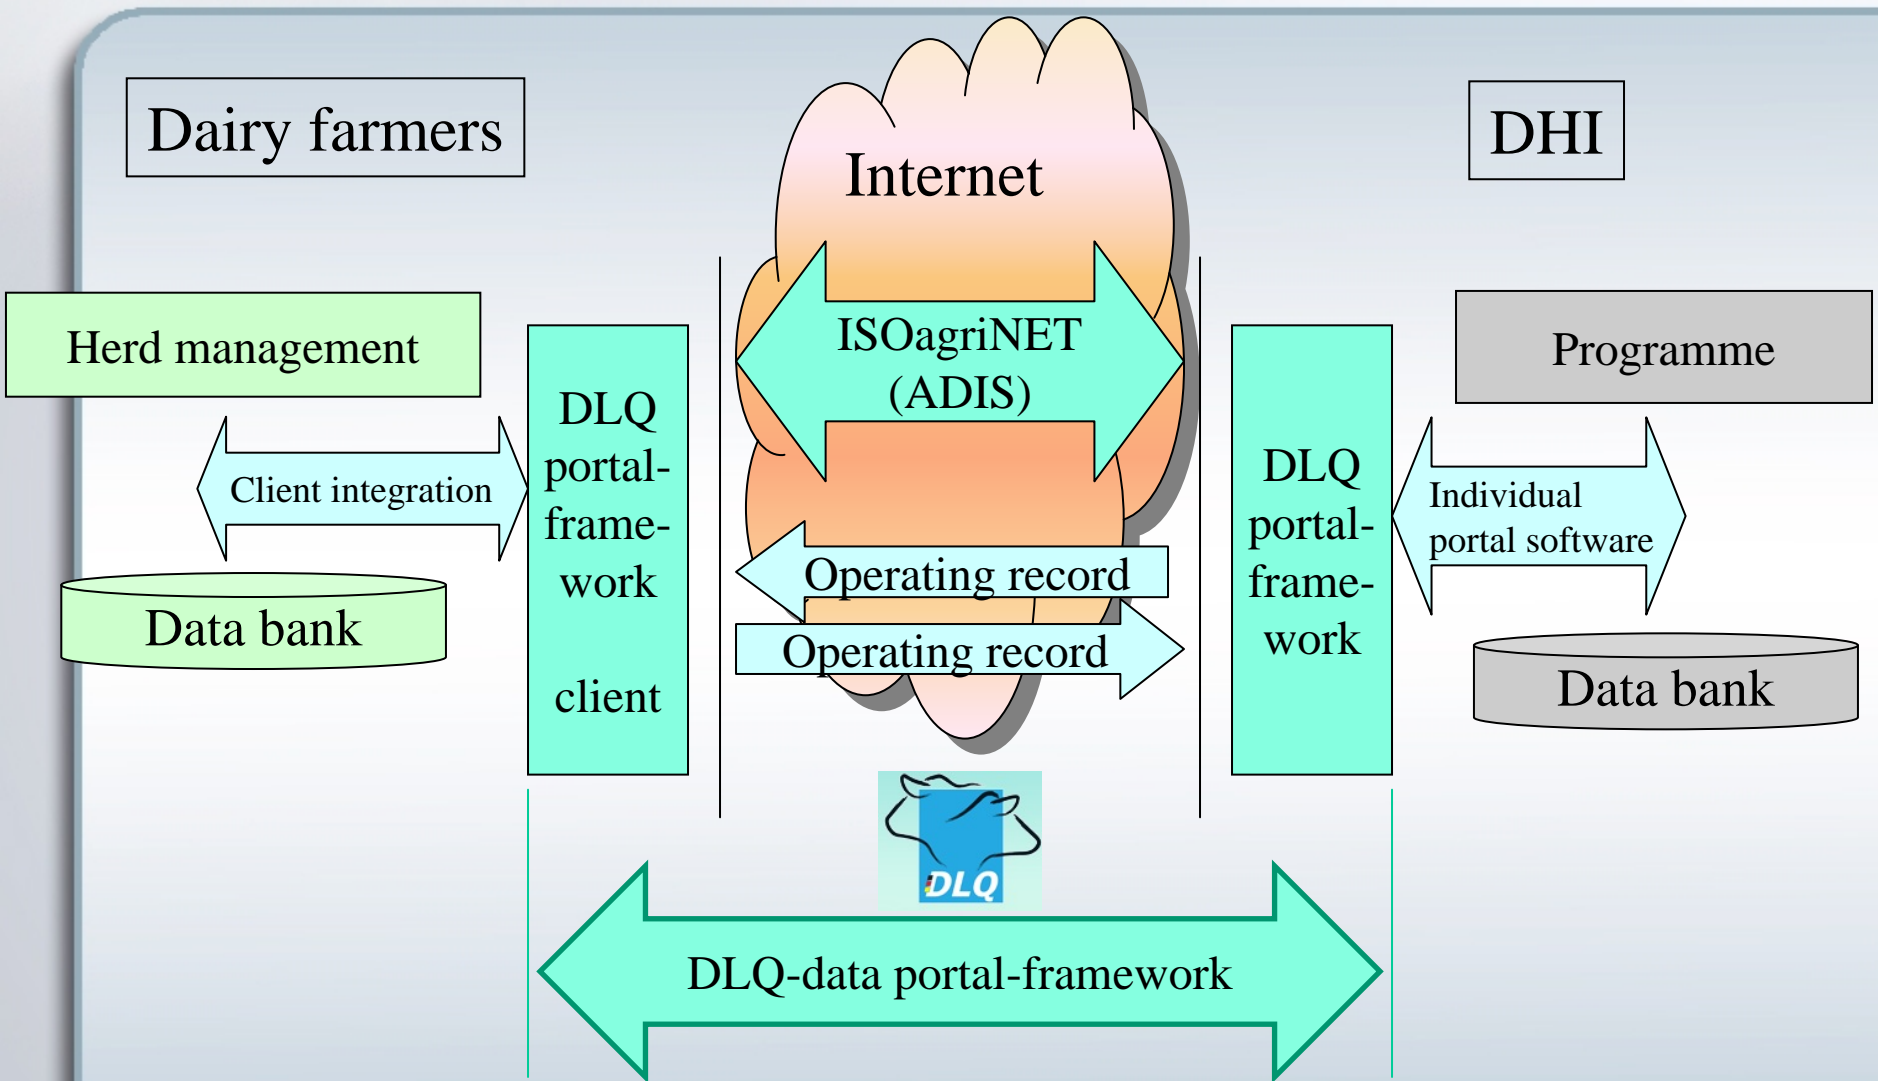 Dairy farmers
Internet
DHI
Herd management
Client integration
Data bank
DLQ
portal-
frame-
work
client
ISOagriNET
(ADIS)
Operating record
Operating record
DLQ
portal-
frame-
work
Programme
Individual
portal software
Data bank
DLQ
DLQ-data portal-framework